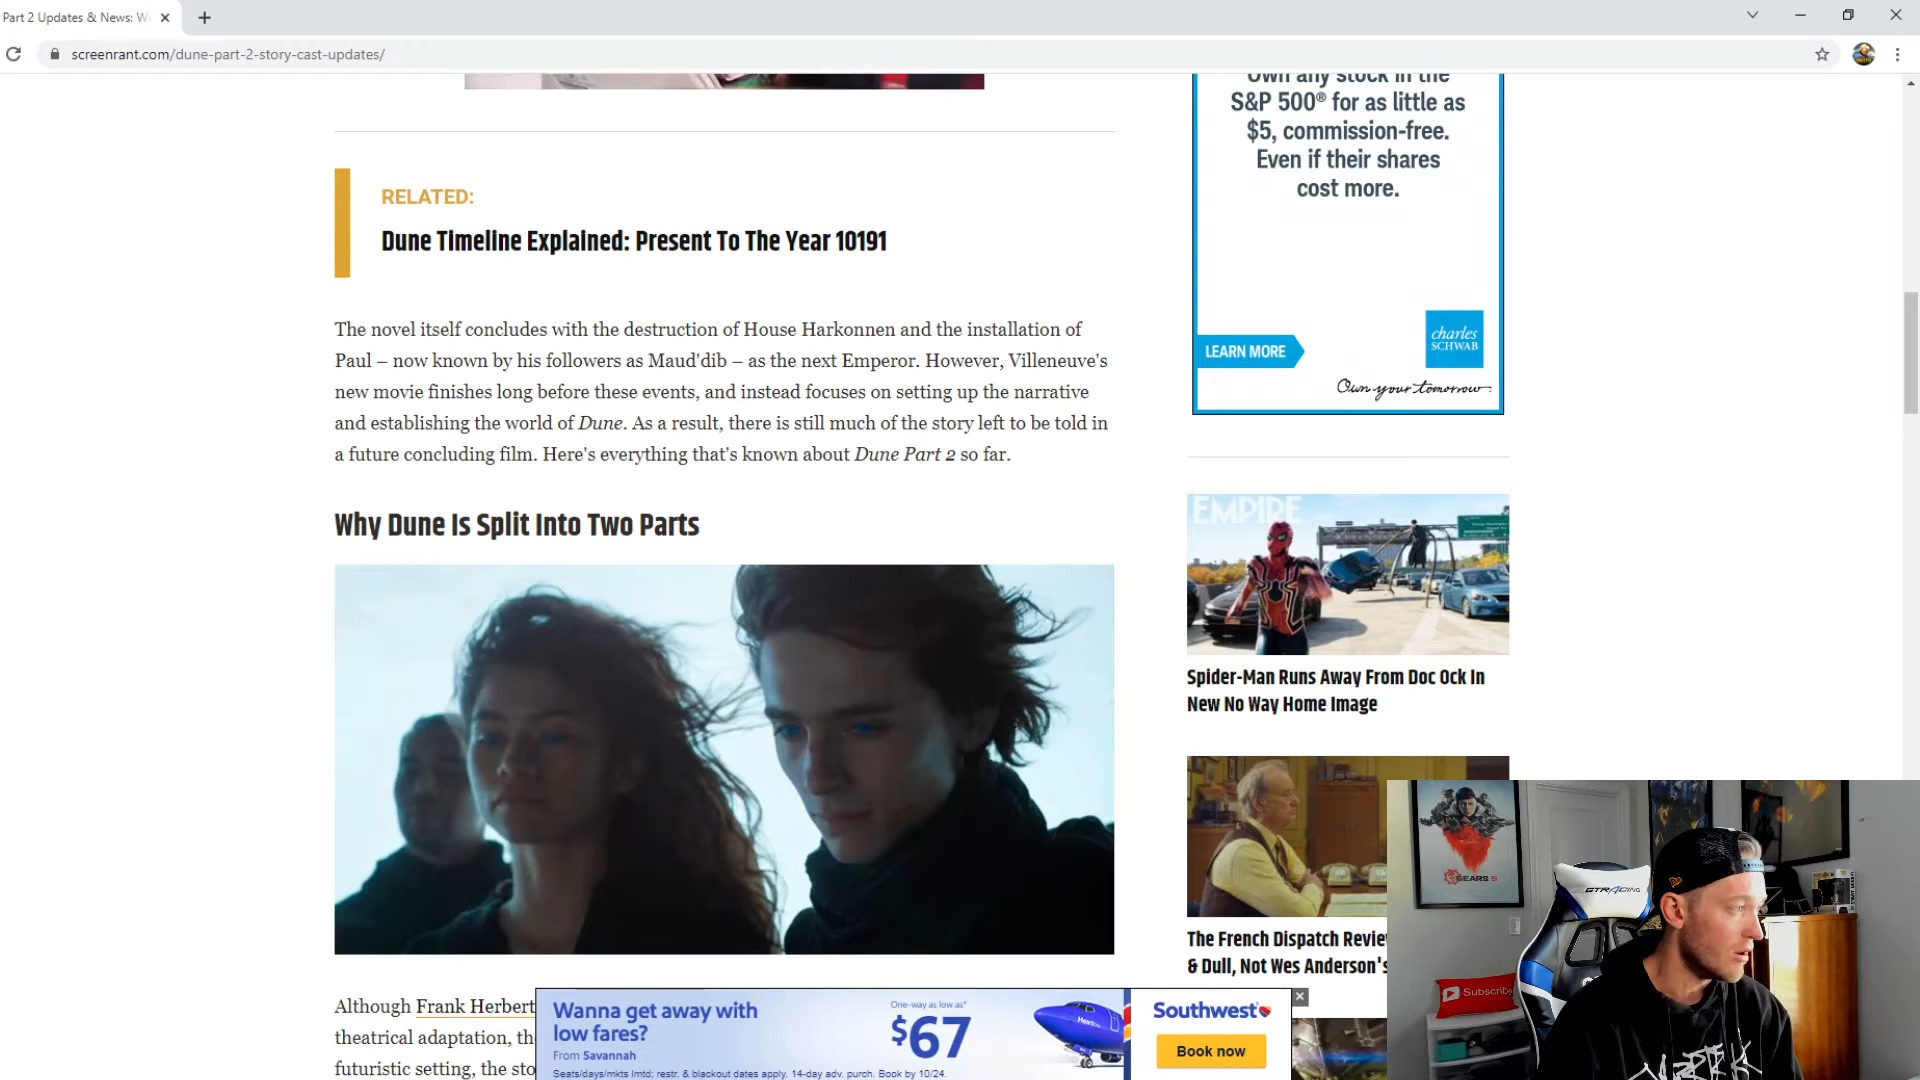 Part 2 Updates & News: W
screenrant.com/dune-part-2-story-cast-updates/
Own any stock in the
S&P 500® for as little as
$5, commission-free.
Even if their shares
cost more.
LEARN MORE
charles
SCHWAB
Own your tomorrow.
RELATED:
Dune Timeline Explained: Present To The Year 10191
The novel itself concludes with the destruction of House Harkonnen and the installation of
Paul – now known by his followers as Maud'dib – as the next Emperor. However, Villeneuve's
new movie finishes long before these events, and instead focuses on setting up the narrative
and establishing the world of Dune. As a result, there is still much of the story left to be told in
a future concluding film. Here's everything that's known about Dune Part 2 so far.
Why Dune Is Split Into Two Parts
EMPIRE
Spider-Man Runs Away From Doc Ock In
New No Way Home Image
The French Dispatch Revie
& Dull, Not Wes Anderson's
Although Frank Herbert
theatrical adaptation, th
futuristic setting, the sto
Wanna get away with
low fares?
From Savannah
One-way as low as*
$67
Seats/days/mkts lmtd; restr. & blackout dates apply. 14-day adv. purch. Book by 10/24.
Southwest
Book now
GEARS 5
GTRACING
Subscribe